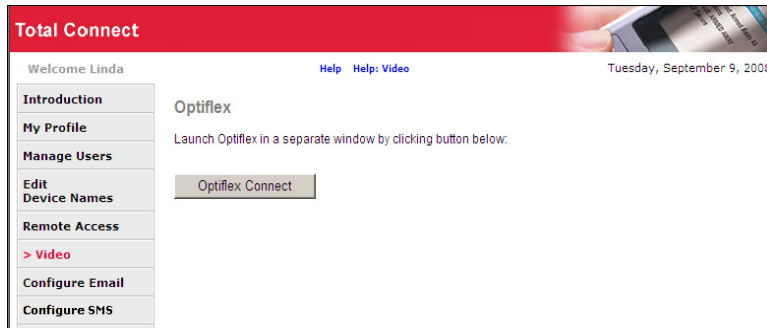 Total Connect
Welcome Linda
Help Help: Video
Tuesday, September 9, 2008
Introduction
My Profile
Manage Users
Edit
Device Names
Remote Access
> Video
Configure Email
Configure SMS
Optiflex
Launch Optiflex in a separate window by clicking button below:
Optiflex Connect